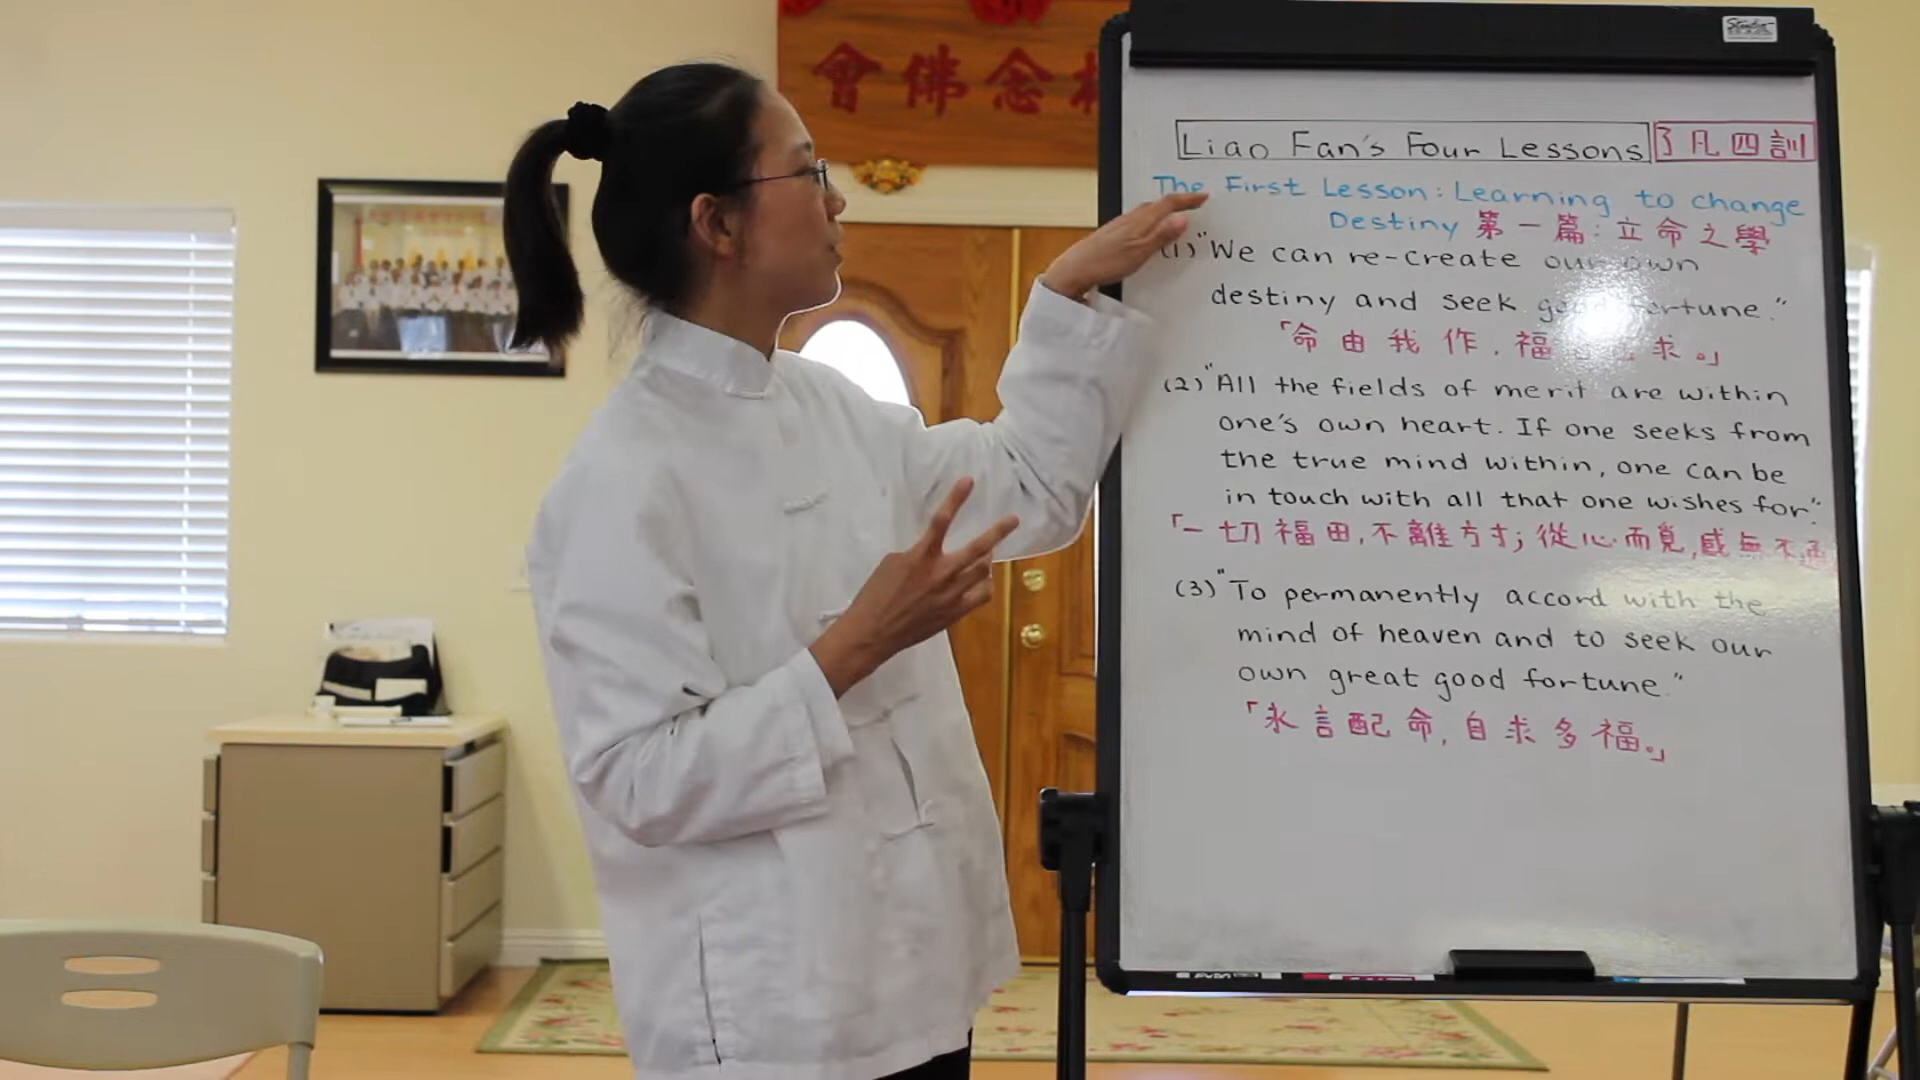 會佛念
Studio
Liao Fan's Four Lessons 了凡四訓
The First Lesson: Learning to change
Destiny 第一篇:立命之學
(1) "We can re-create our own
destiny and seek good fortune."
「命由我作,福求。」
(2) "All the fields of merit are within
one's own heart. If one seeks from
the true mind within, one can be
in touch with all that one wishes for."
「一切福田,不離方寸;從心而覓,感無不通
(3) "To permanently accord with the
mind of heaven and to seek our
own great good fortune."
「永言配命,自求多福。」